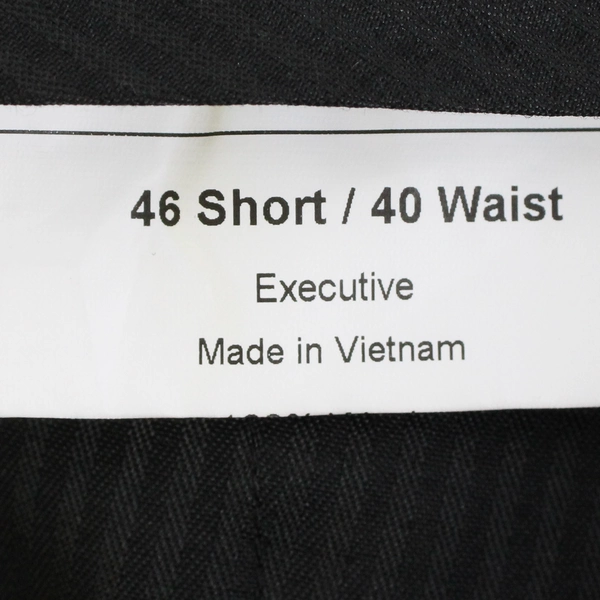 46 Short / 40 Waist
Executive
Made in Vietnam